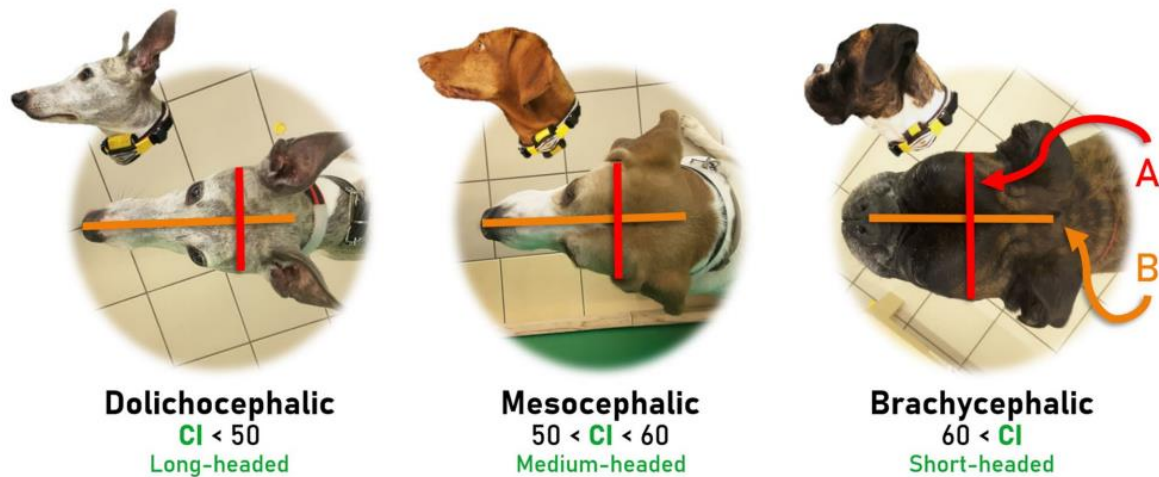 A
B
Dolichocephalic
CI < 50
Long-headed
Mesocephalic
50 < CI < 60
Medium-headed
Brachycephalic
60 < CI
Short-headed